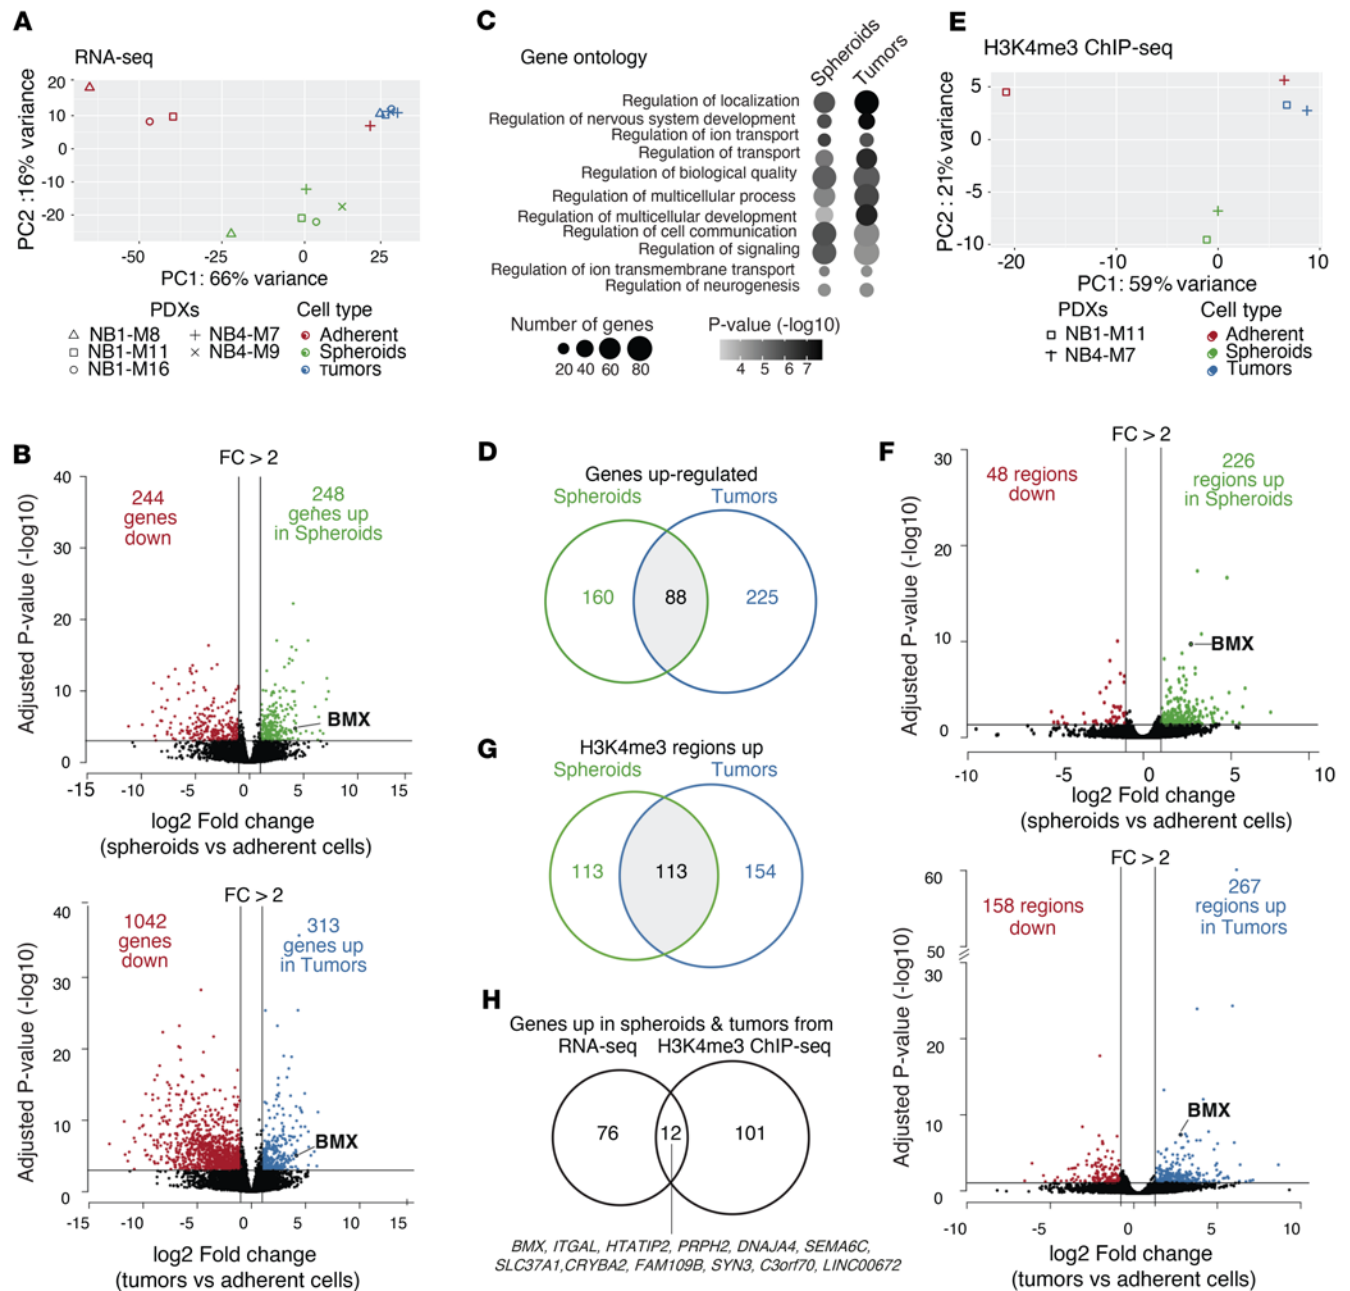 A
RNA-seq
PC2 :16% variance
20
10
0
-10
-20
-50
-25
0
25
PC1: 66% variance
PDXs
Cell type
NB1-M8
NB4-M7
Adherent
NB1-M11
NB4-M9
Spheroids
NB1-M16
Tumors
C
Gene ontology
Spheroids
Tumors
Regulation of localization
Regulation of nervous system development
Regulation of ion transport
Regulation of transport
Regulation of biological quality
Regulation of multicellular process
Regulation of multicellular development
Regulation of cell communication
Regulation of signaling
Regulation of ion transmembrane transport
Regulation of neurogenesis
Number of genes
P-value (-log10)
20 40 60 80
4 5 6 7
E
H3K4me3 ChIP-seq
PC2 : 21% variance
5
0
-5
-10
-20
-10
0
10
PC1: 59% variance
PDXs
Cell type
NB1-M11
Adherent
NB4-M7
Spheroids
Tumors
B
FC > 2
244
genes
down
248
genes up
in Spheroids
Adjusted P-value (-log10)
40
30
20
10
0
BMX
-15 -10 -5 0 5 10 15
log2 Fold change
(spheroids vs adherent cells)
FC > 2
1042
genes
down
313
genes up
in Tumors
Adjusted P-value (-log10)
40
30
20
10
0
BMX
-15 -10 -5 0 5 10 15
log2 Fold change
(tumors vs adherent cells)
D
Genes up-regulated
Spheroids
Tumors
160
88
225
G
H3K4me3 regions up
Spheroids
Tumors
113
113
154
H
Genes up in spheroids & tumors from
RNA-seq
H3K4me3 ChIP-seq
76
12
101
BMX, ITGAL, HTATIP2, PRPH2, DNAJA4, SEMA6C,
SLC37A1,CRYBA2, FAM109B, SYN3, C3orf70, LINC00672
F
FC > 2
48 regions
down
226
regions up
in Spheroids
Adjusted P-value (-log10)
30
20
10
0
BMX
-10 -5 0 5 10
log2 Fold change
(spheroids vs adherent cells)
FC > 2
158 regions
down
267
regions up
in Tumors
Adjusted P-value (-log10)
60
50
30
20
10
0
BMX
-10 -5 0 5 10
log2 Fold change
(tumors vs adherent cells)